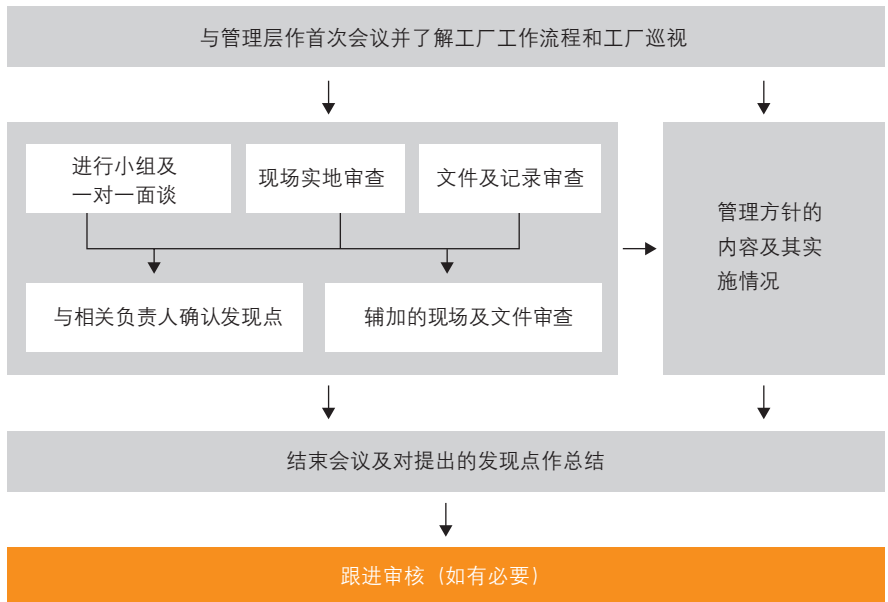 与管理层作首次会议并了解工厂工作流程和工厂巡视
进行小组及
一对一面谈
现场实地审查
文件及记录审查
与相关负责人确认发现点
辅加的现场及文件审查
管理方针的
内容及其实
施情况
结束会议及对提出的发现点作总结
跟进审核（如有必要）